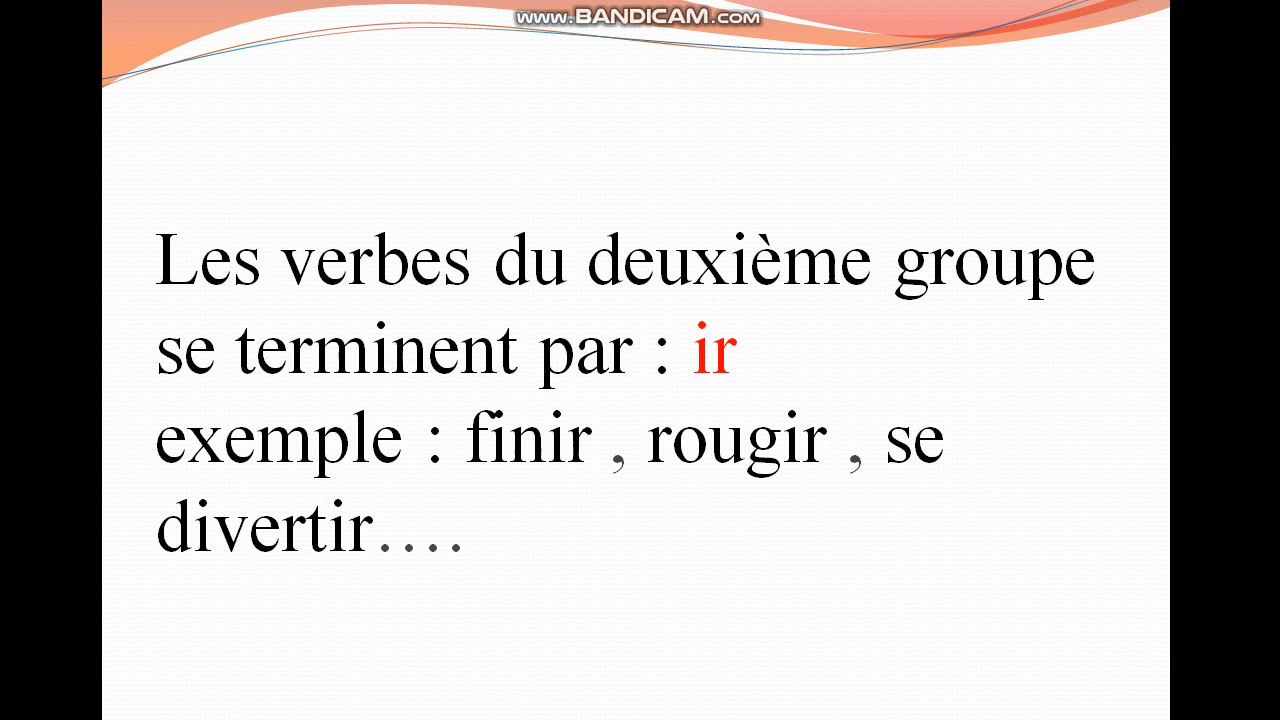 www.BANDICAM.com
Les verbes du deuxième groupe
se terminent par : ir
exemple : finir , rougir , se
divertir….